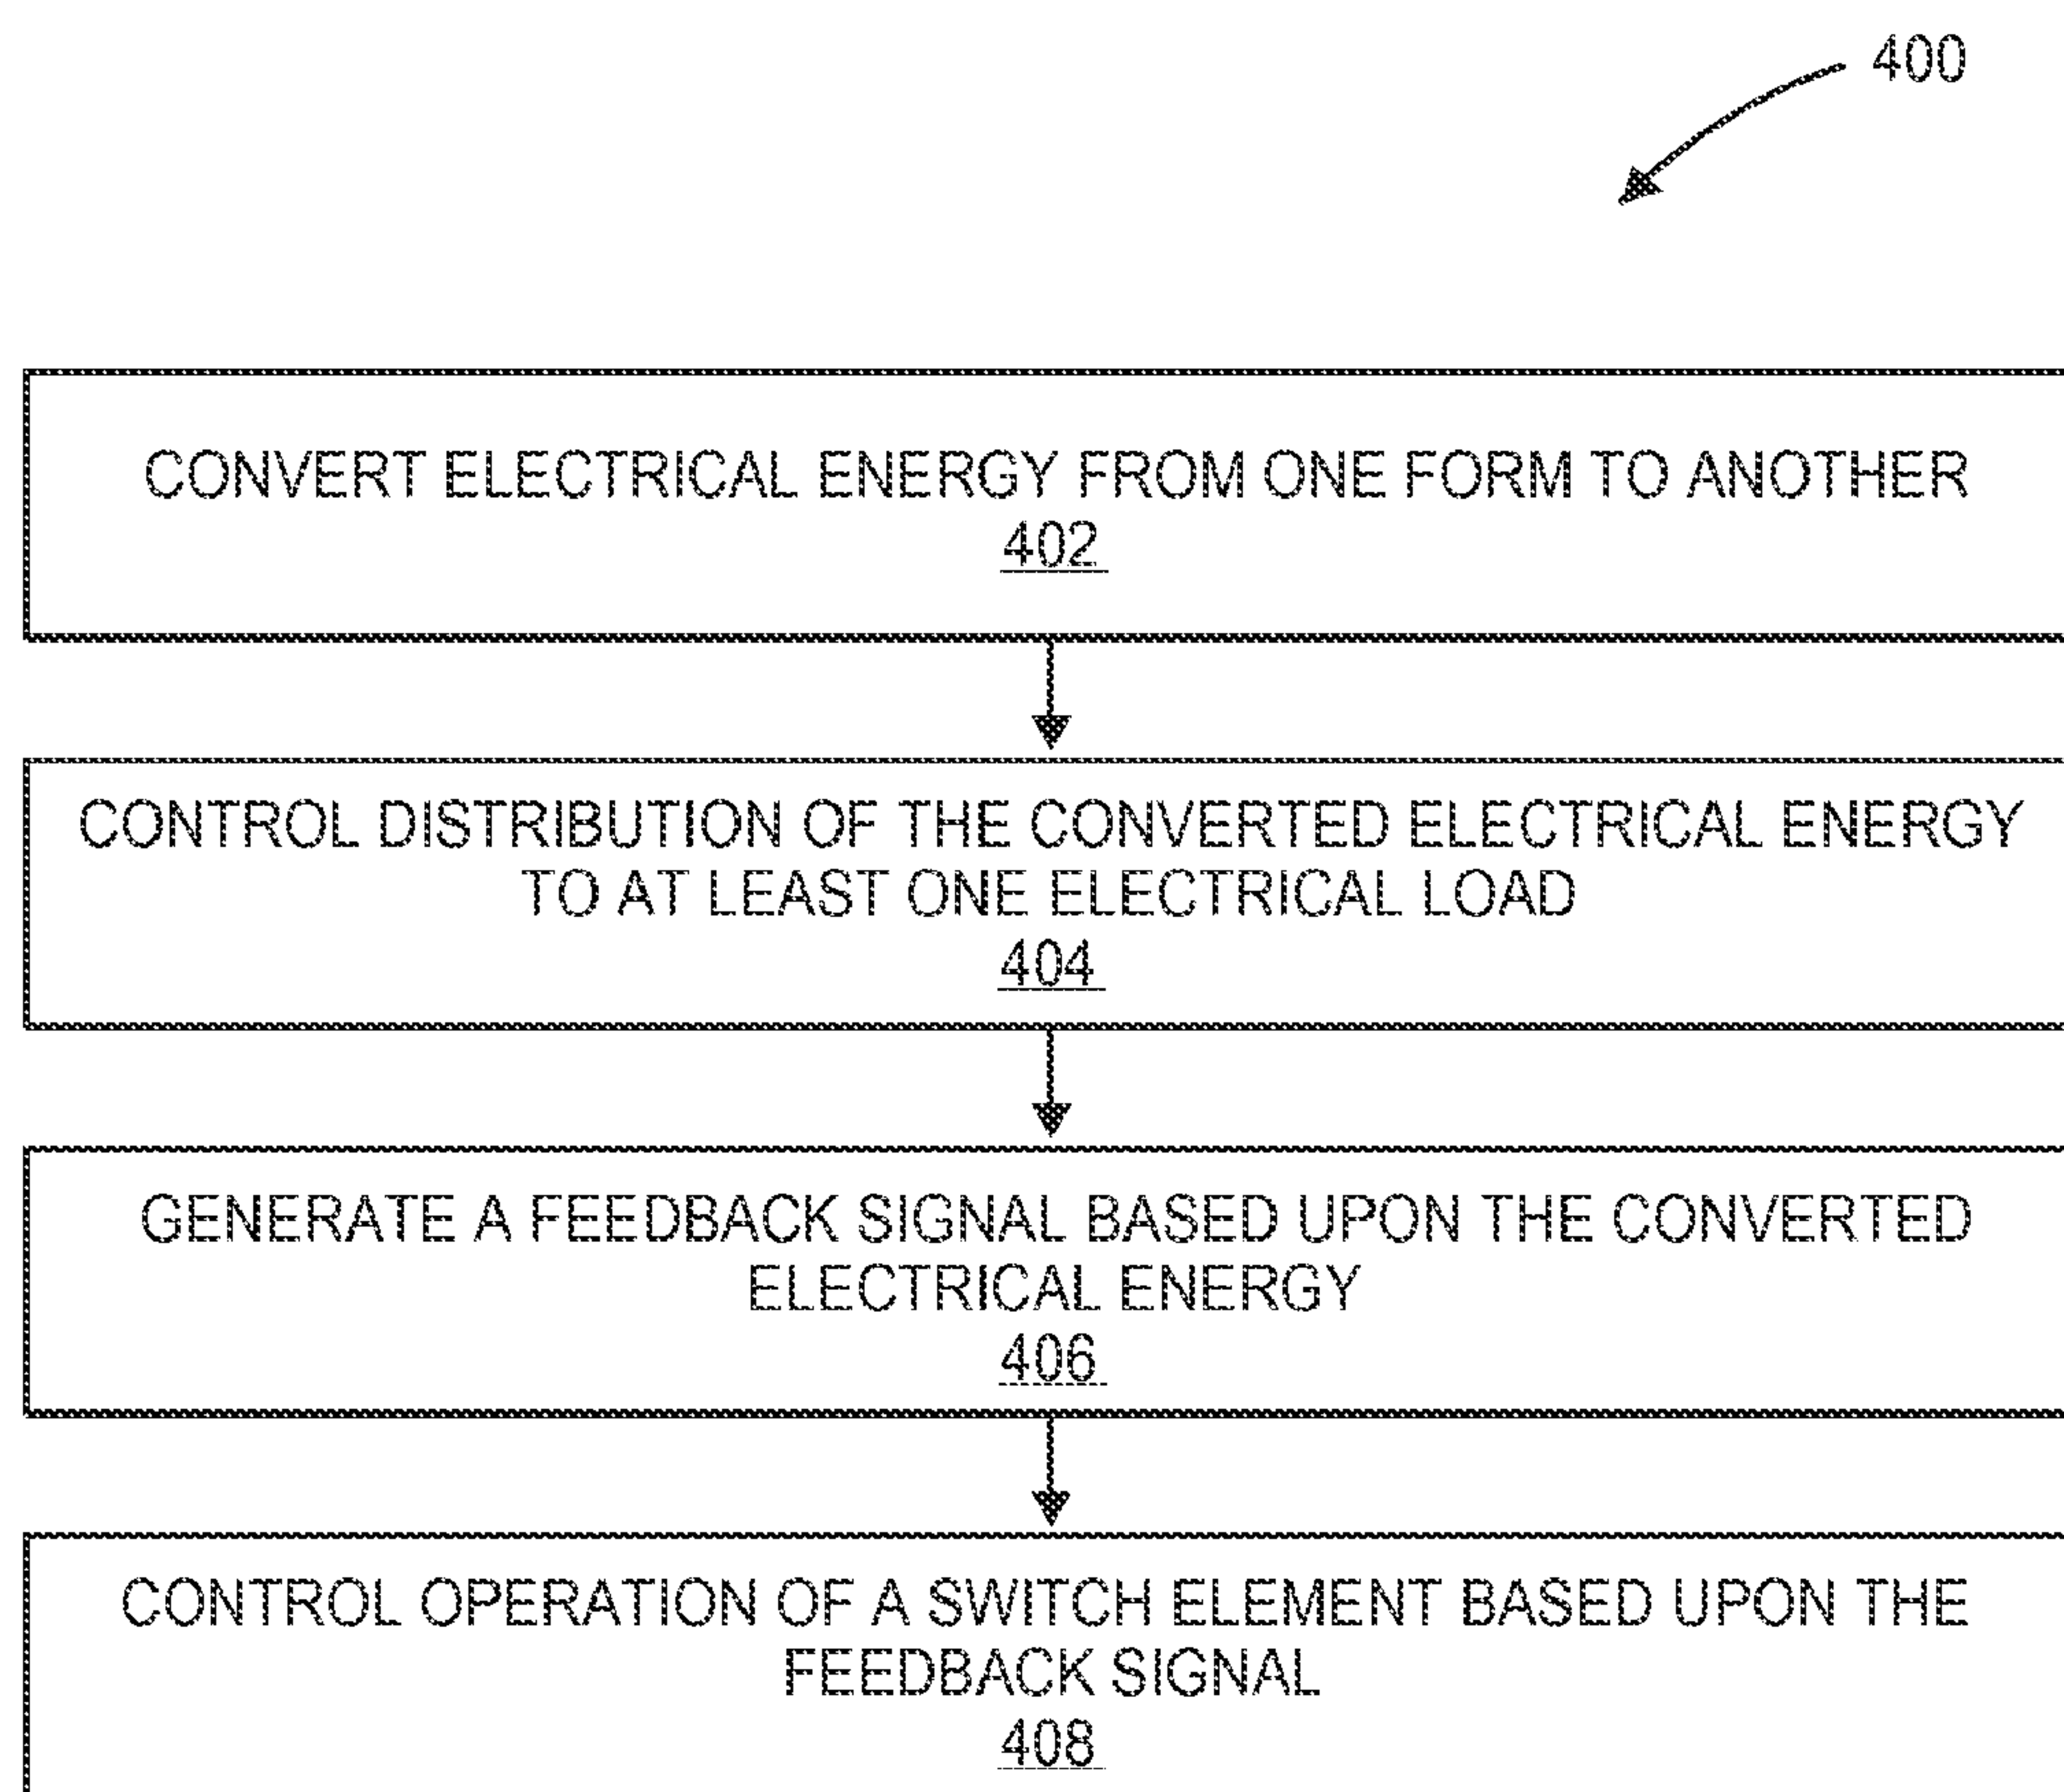 400
CONVERT ELECTRICAL ENERGY FROM ONE FORM TO ANOTHER
402
CONTROL DISTRIBUTION OF THE CONVERTED ELECTRICAL ENERGY
TO AT LEAST ONE ELECTRICAL LOAD
404
GENERATE A FEEDBACK SIGNAL BASED UPON THE CONVERTED
ELECTRICAL ENERGY
406
CONTROL OPERATION OF A SWITCH ELEMENT BASED UPON THE
FEEDBACK SIGNAL
408